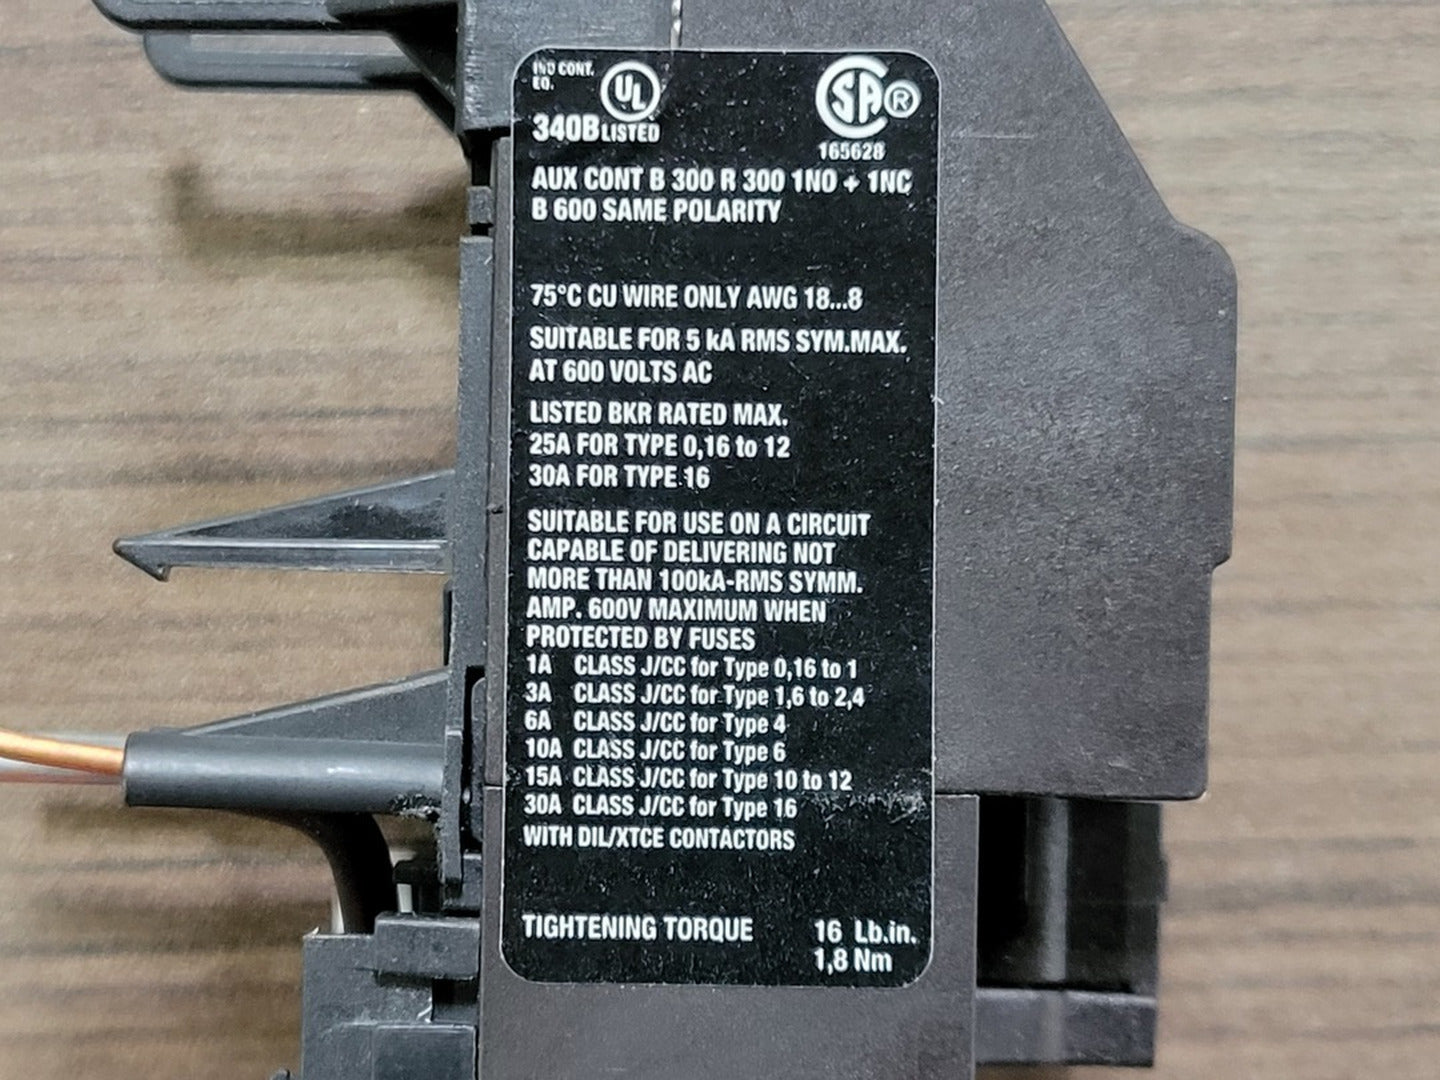 IND CONT.
EQ.
UL
340B LISTED
SA ®
165628
AUX CONT B 300 R 300 1NO + 1NC
B 600 SAME POLARITY
75°C CU WIRE ONLY AWG 18...8
SUITABLE FOR 5 kA RMS SYM.MAX.
AT 600 VOLTS AC
LISTED BKR RATED MAX.
25A FOR TYPE 0,16 to 12
30A FOR TYPE 16
SUITABLE FOR USE ON A CIRCUIT
CAPABLE OF DELIVERING NOT
MORE THAN 100kA-RMS SYMM.
AMP. 600V MAXIMUM WHEN
PROTECTED BY FUSES
1A CLASS J/CC for Type 0,16 to 1
3A CLASS J/CC for Type 1,6 to 2,4
6A CLASS J/CC for Type 4
10A CLASS J/CC for Type 6
15A CLASS J/CC for Type 10 to 12
30A CLASS J/CC for Type 16
WITH DIL/XTCE CONTACTORS
TIGHTENING TORQUE 16 Lb.in.
1,8 Nm